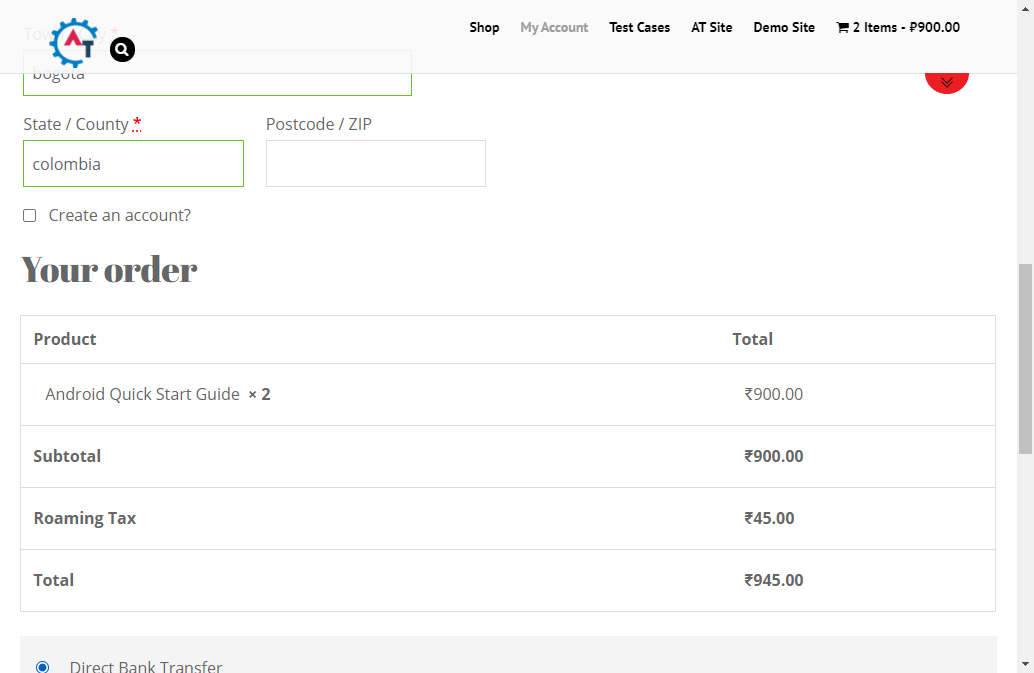 Shop My Account Test Cases AT Site Demo Site 2 Items - ₽900.00
AT
bogota
State / County * Postcode / ZIP
colombia
Create an account?
Your order
Product Total
Android Quick Start Guide × 2 ₹900.00
Subtotal ₹900.00
Roaming Tax ₹45.00
Total ₹945.00
Direct Bank Transfer